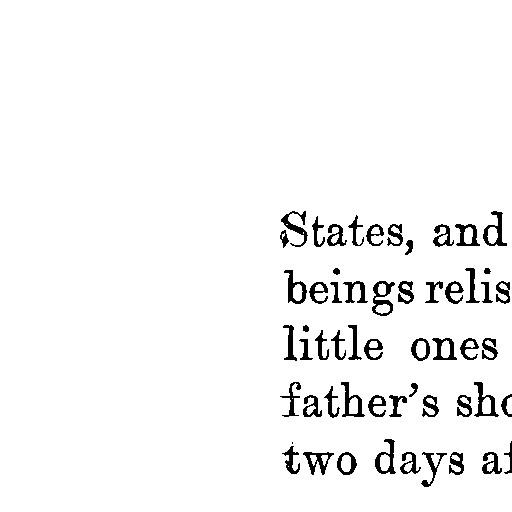 States, and
beings relis
little ones
father's sho
two days af